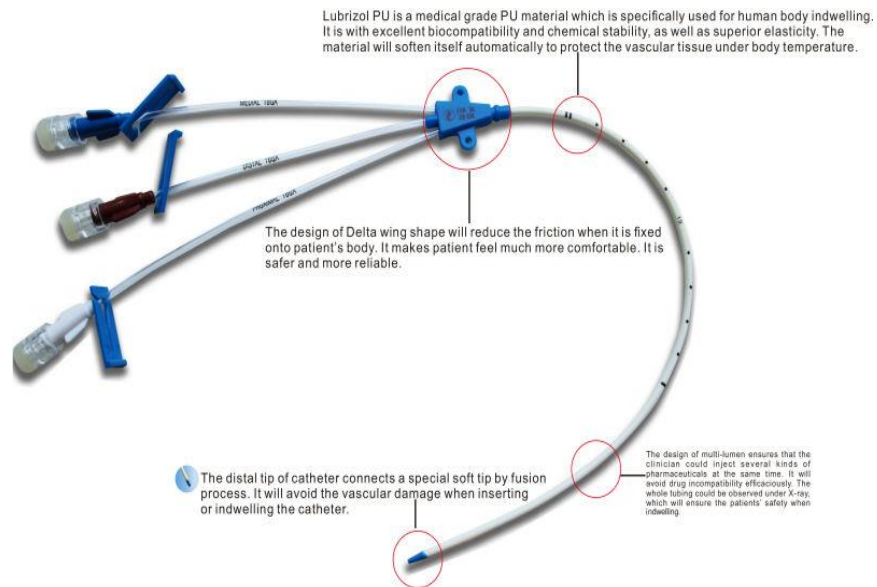 Lubrizol PU is a medical grade PU material which is specifically used for human body indwelling.
It is with excellent biocompatibility and chemical stability, as well as superior elasticity. The
material will soften itself automatically to protect the vascular tissue under body temperature.
MEDIAL 18GA
DISTAL 16GA
PROXIMAL 18GA
The design of Delta wing shape will reduce the friction when it is fixed
onto patient's body. It makes patient feel much more comfortable. It is
safer and more reliable.
The design of multi-lumen ensures that the
clinician could inject several kinds of
pharmaceuticals at the same time. It will
avoid drug incompatibility efficaciously. The
whole tubing could be observed under X-ray,
which will ensure the patients' safety when
indwelling.
The distal tip of catheter connects a special soft tip by fusion
process. It will avoid the vascular damage when inserting
or indwelling the catheter.